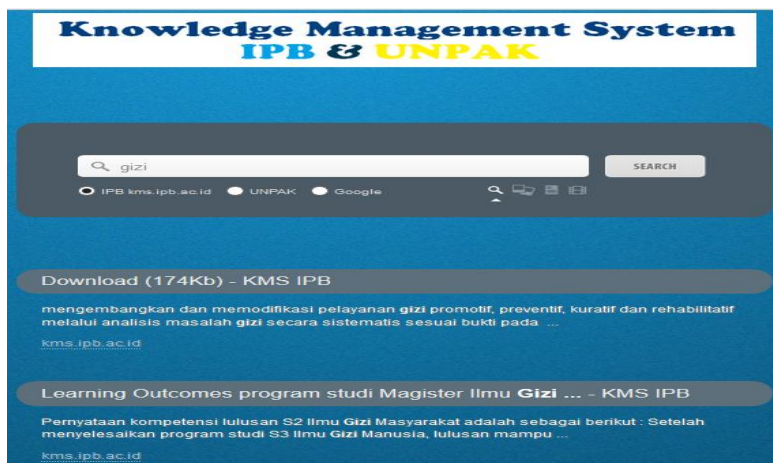 Knowledge Management System
IPB & UNPAK
gizi
SEARCH
IPB kms.ipb.ac.id UNPAK Google
Download (174Kb) - KMS IPB
mengembangkan dan memodifikasi pelayanan gizi promotif, preventif, kuratif dan rehabilitatif
melalui analisis masalah gizi secara sistematis sesuai bukti pada ...
kms.ipb.ac.id
Learning Outcomes program studi Magister Ilmu Gizi ... - KMS IPB
Pernyataan kompetensi lulusan S2 Ilmu Gizi Masyarakat adalah sebagai berikut : Setelah
menyelesaikan program studi S3 Ilmu Gizi Manusia, lulusan mampu ...
kms.ipb.ac.id